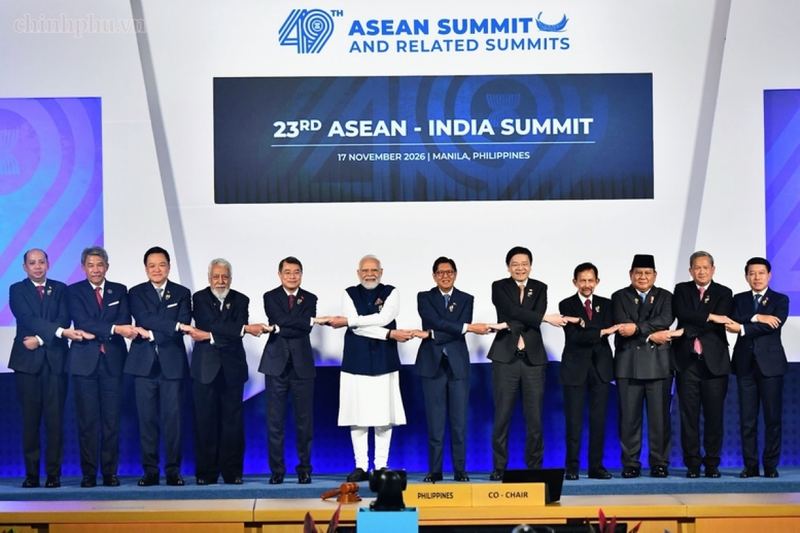 chinhphu.vn
49TH
ASEAN SUMMIT
AND RELATED SUMMITS
23RD ASEAN - INDIA SUMMIT
17 NOVEMBER 2026 | MANILA, PHILIPPINES
PHILIPPINES
CO - CHAIR